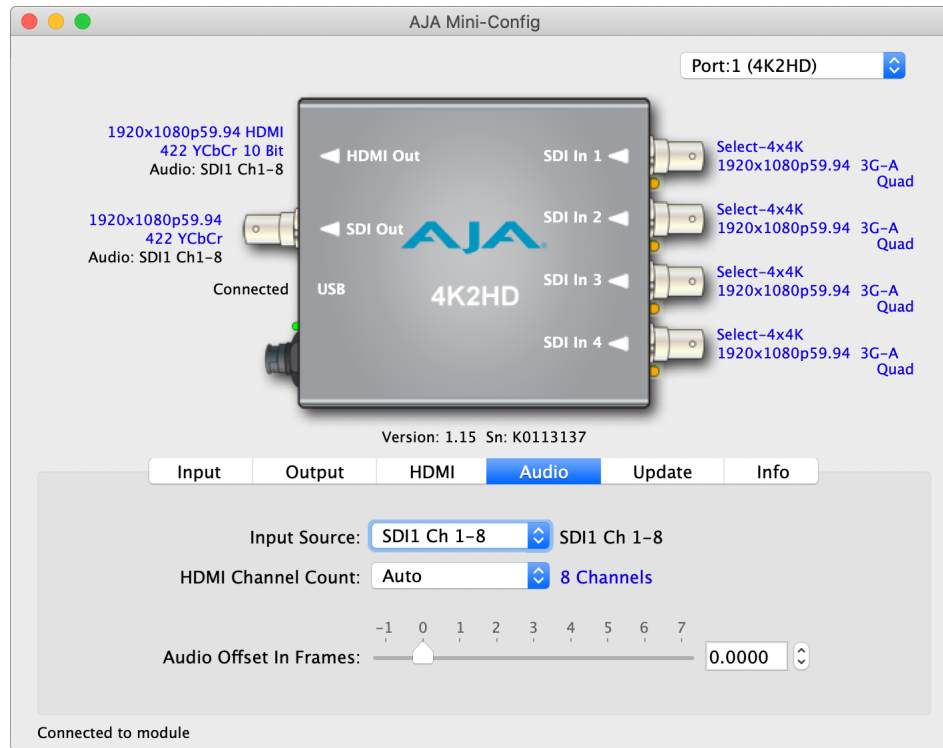 AJA Mini-Config
Port:1 (4K2HD)
1920x1080p59.94 HDMI
422 YCbCr 10 Bit
Audio: SDI1 Ch1-8
1920x1080p59.94
422 YCbCr
Audio: SDI1 Ch1-8
Connected
HDMI Out
SDI Out
USB
AJA
4K2HD
SDI In 1
SDI In 2
SDI In 3
SDI In 4
Select-4x4K
1920x1080p59.94 3G-A
Quad
Select-4x4K
1920x1080p59.94 3G-A
Quad
Select-4x4K
1920x1080p59.94 3G-A
Quad
Select-4x4K
1920x1080p59.94 3G-A
Quad
Version: 1.15 Sn: K0113137
Input Output HDMI Audio Update Info
Input Source: SDI1 Ch 1-8 SDI1 Ch 1-8
HDMI Channel Count: Auto 8 Channels
-1 0 1 2 3 4 5 6 7
Audio Offset In Frames: 0.0000
Connected to module